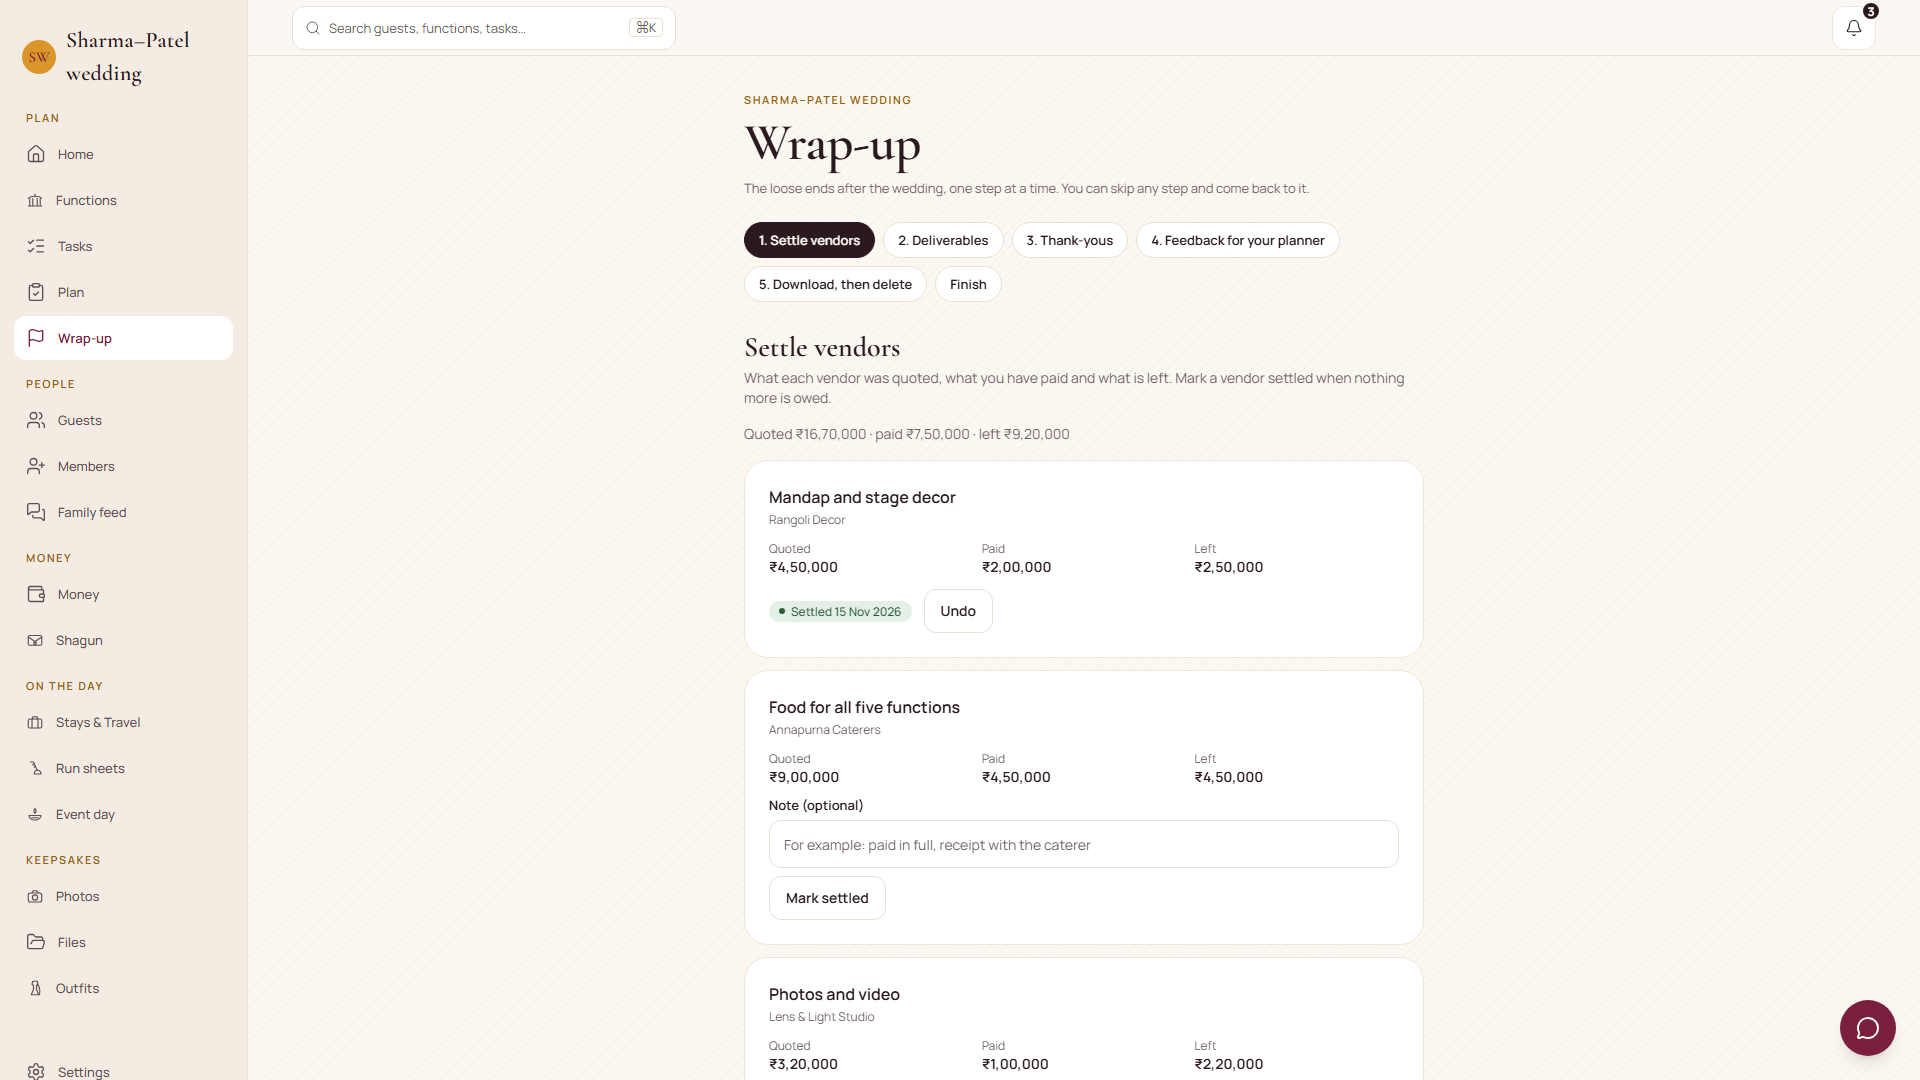 SW
Sharma–Patel
wedding
PLAN
Home
Functions
Tasks
Plan
Wrap-up
PEOPLE
Guests
Members
Family feed
MONEY
Money
Shagun
ON THE DAY
Stays & Travel
Run sheets
Event day
KEEPSAKES
Photos
Files
Outfits
Settings
Search guests, functions, tasks...
⌘K
3
SHARMA–PATEL WEDDING
Wrap-up
The loose ends after the wedding, one step at a time. You can skip any step and come back to it.
1. Settle vendors
2. Deliverables
3. Thank-yous
4. Feedback for your planner
5. Download, then delete
Finish
Settle vendors
What each vendor was quoted, what you have paid and what is left. Mark a vendor settled when nothing
more is owed.
Quoted ₹16,70,000 · paid ₹7,50,000 · left ₹9,20,000
Mandap and stage decor
Rangoli Decor
Quoted Paid Left
₹4,50,000 ₹2,00,000 ₹2,50,000
Settled 15 Nov 2026
Undo
Food for all five functions
Annapurna Caterers
Quoted Paid Left
₹9,00,000 ₹4,50,000 ₹4,50,000
Note (optional)
For example: paid in full, receipt with the caterer
Mark settled
Photos and video
Lens & Light Studio
Quoted Paid Left
₹3,20,000 ₹1,00,000 ₹2,20,000